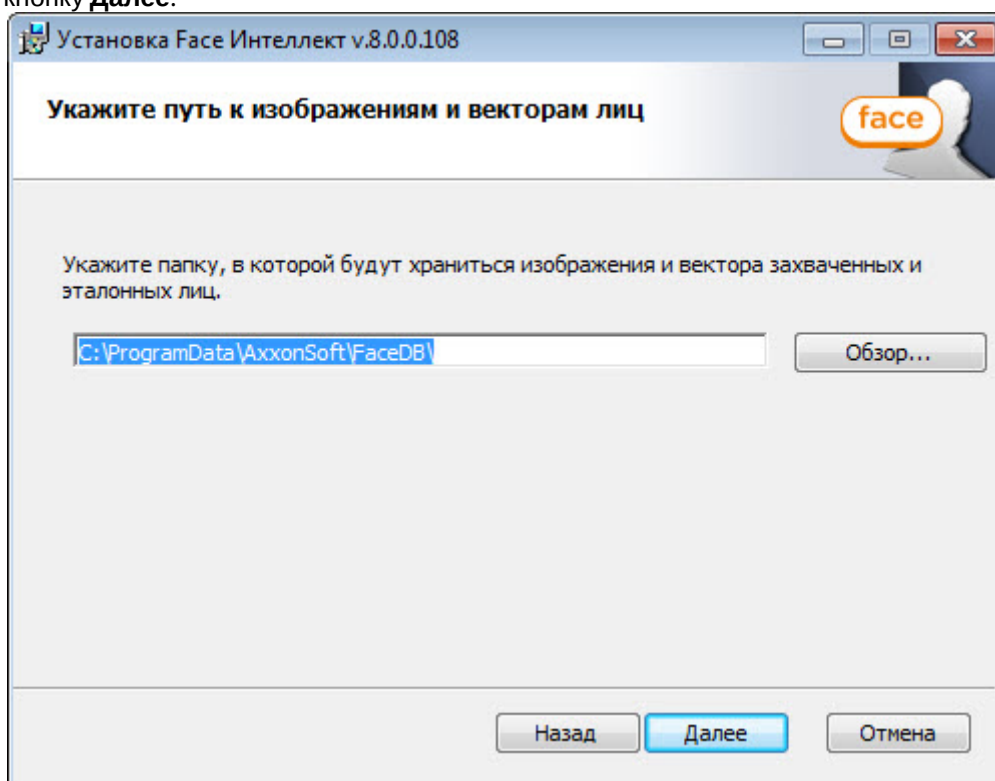 кнопку Далее.
Установка Face Интеллект v.8.0.0.108
Укажите путь к изображениям и векторам лиц
face
Укажите папку, в которой будут храниться изображения и вектора захваченных и
эталонных лиц.
C:\ProgramData\AxxonSoft\FaceDB\
Обзор...
Назад
Далее
Отмена